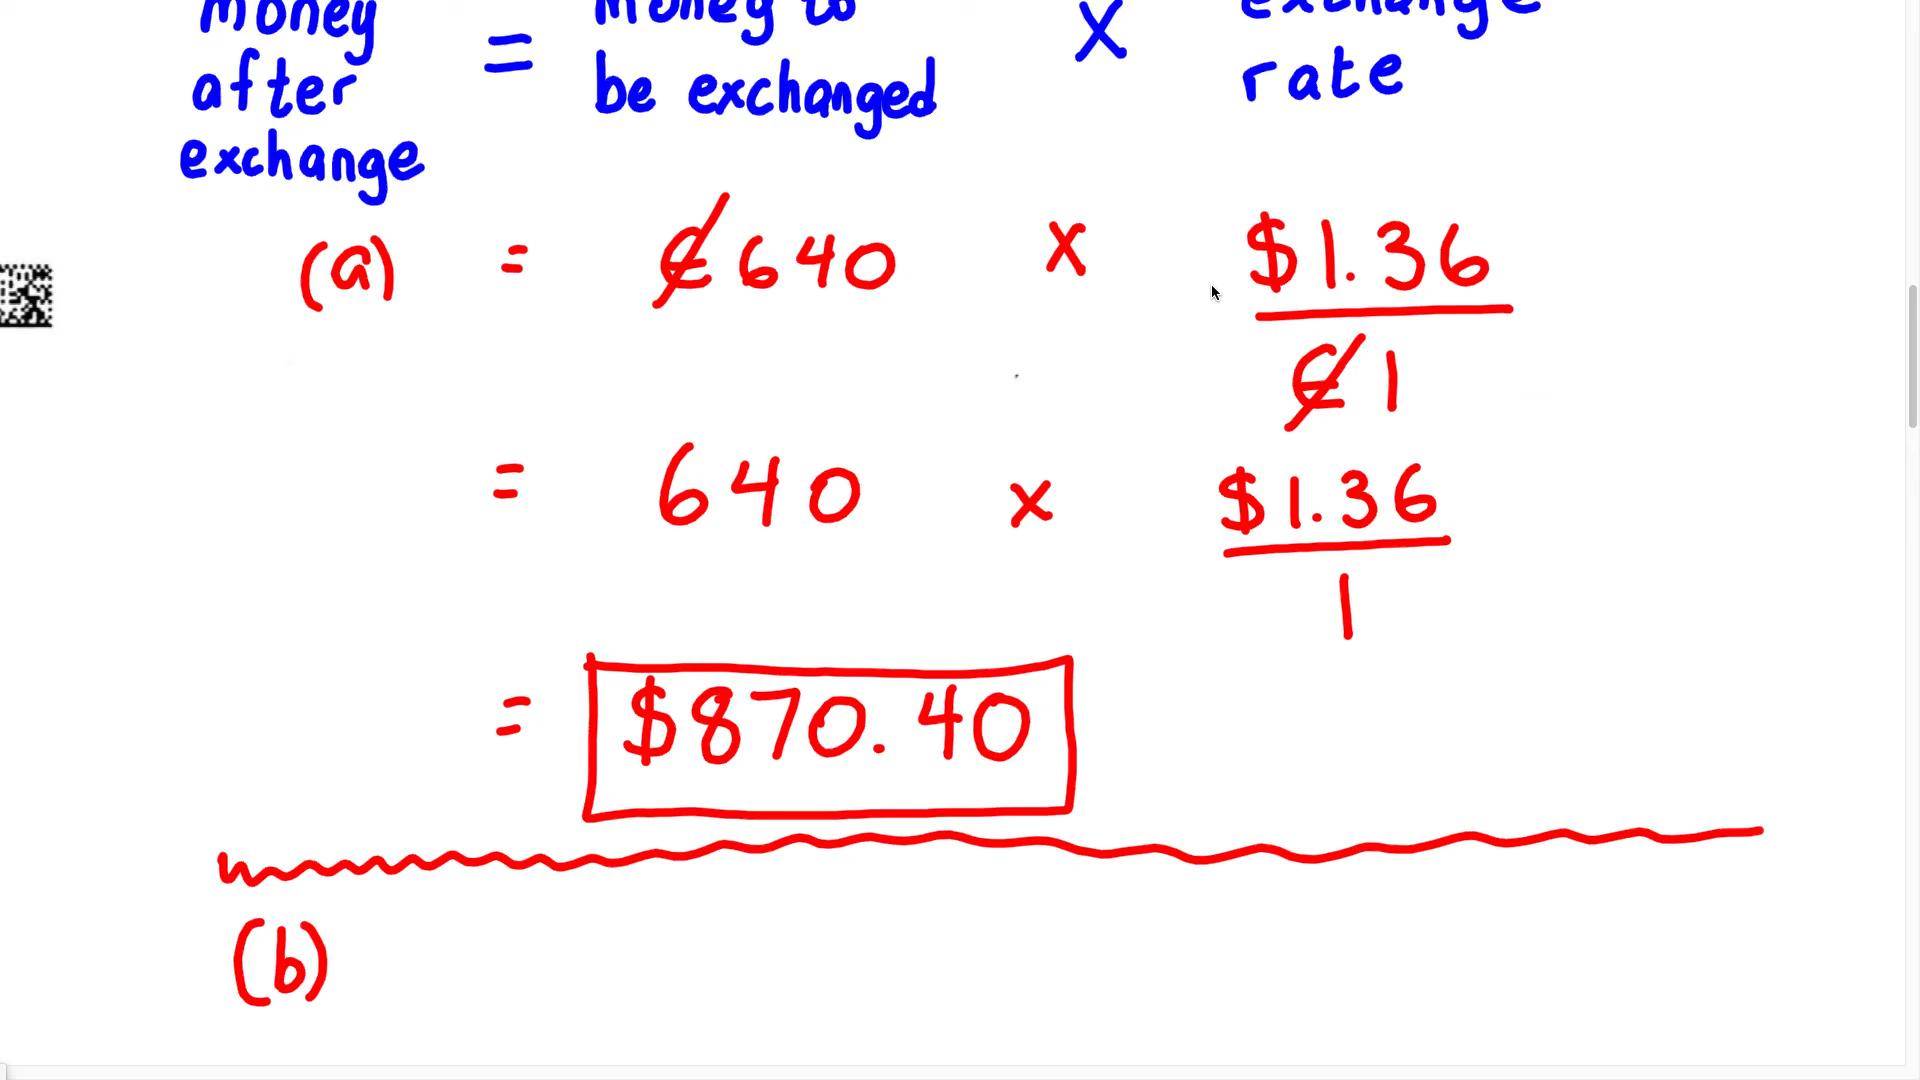 money = money to × exchange
after be exchanged rate
exchange
(a) = €640 × $1.36
€1
= 640 × $1.36
1
= $870.40
(b)